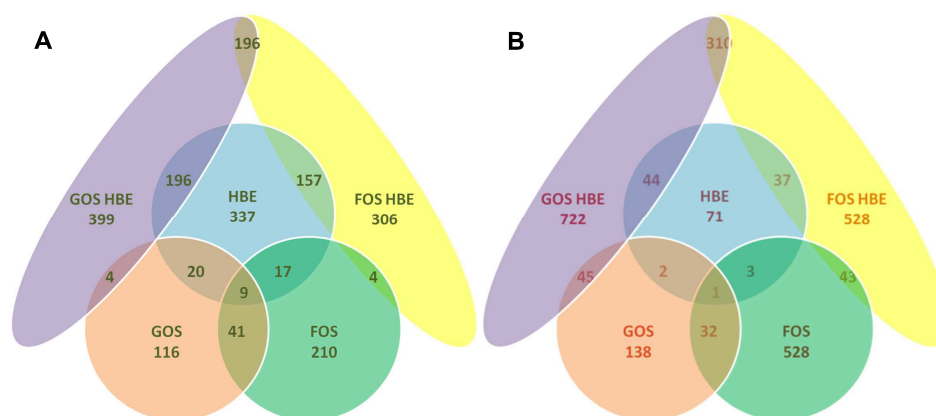 A
196
196
HBE
337
157
GOS HBE
399
FOS HBE
306
4
20
17
4
9
GOS
116
41
FOS
210
B
310
44
HBE
71
37
GOS HBE
722
FOS HBE
528
45
2
3
43
1
GOS
138
32
FOS
528